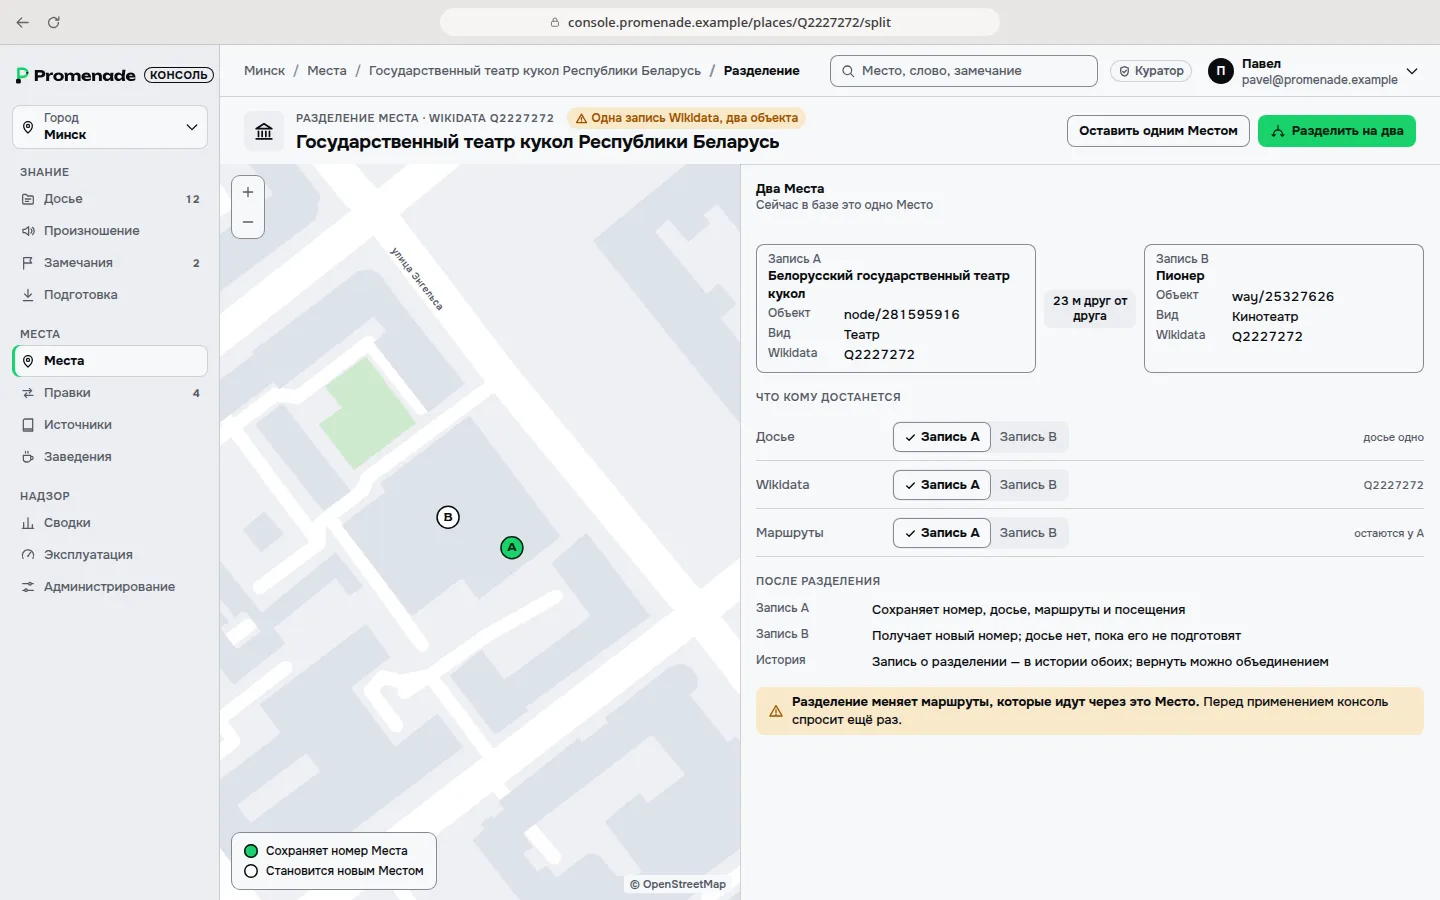 console.promenade.example/places/Q2227272/split
Promenade КОНСОЛЬ
Город
Минск
ЗНАНИЕ
Досье 12
Произношение
Замечания 2
Подготовка
МЕСТА
Места
Правки 4
Источники
Заведения
НАДЗОР
Сводки
Эксплуатация
Администрирование
Минск / Места / Государственный театр кукол Республики Беларусь / Разделение
Место, слово, замечание
Куратор
П
Павел
pavel@promenade.example
РАЗДЕЛЕНИЕ МЕСТА · WIKIDATA Q2227272
Одна запись Wikidata, два объекта
Государственный театр кукол Республики Беларусь
Оставить одним Местом
Разделить на два
+
−
улица Энгельса
B
A
Сохраняет номер Места
Становится новым Местом
© OpenStreetMap
Два Места
Сейчас в базе это одно Место
Запись A
Белорусский государственный театр
кукол
Объект node/281595916
Вид Театр
Wikidata Q2227272
23 м друг от
друга
Запись B
Пионер
Объект way/25327626
Вид Кинотеатр
Wikidata Q2227272
ЧТО КОМУ ДОСТАНЕТСЯ
Досье Запись A Запись B досье одно
Wikidata Запись A Запись B Q2227272
Маршруты Запись A Запись B остаются у A
ПОСЛЕ РАЗДЕЛЕНИЯ
Запись A Сохраняет номер, досье, маршруты и посещения
Запись B Получает новый номер; досье нет, пока его не подготовят
История Запись о разделении — в истории обоих; вернуть можно объединением
Разделение меняет маршруты, которые идут через это Место. Перед применением консоль
спросит ещё раз.